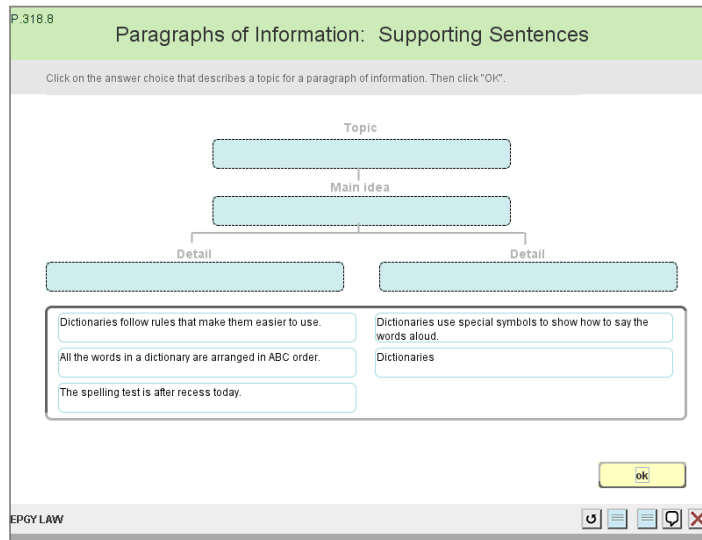 P.318.8
Paragraphs of Information: Supporting Sentences
Click on the answer choice that describes a topic for a paragraph of information. Then click "OK".
Topic
Main idea
Detail
Detail
Dictionaries follow rules that make them easier to use.
Dictionaries use special symbols to show how to say the
words aloud.
All the words in a dictionary are arranged in ABC order.
Dictionaries
The spelling test is after recess today.
ok
EPGY LAW